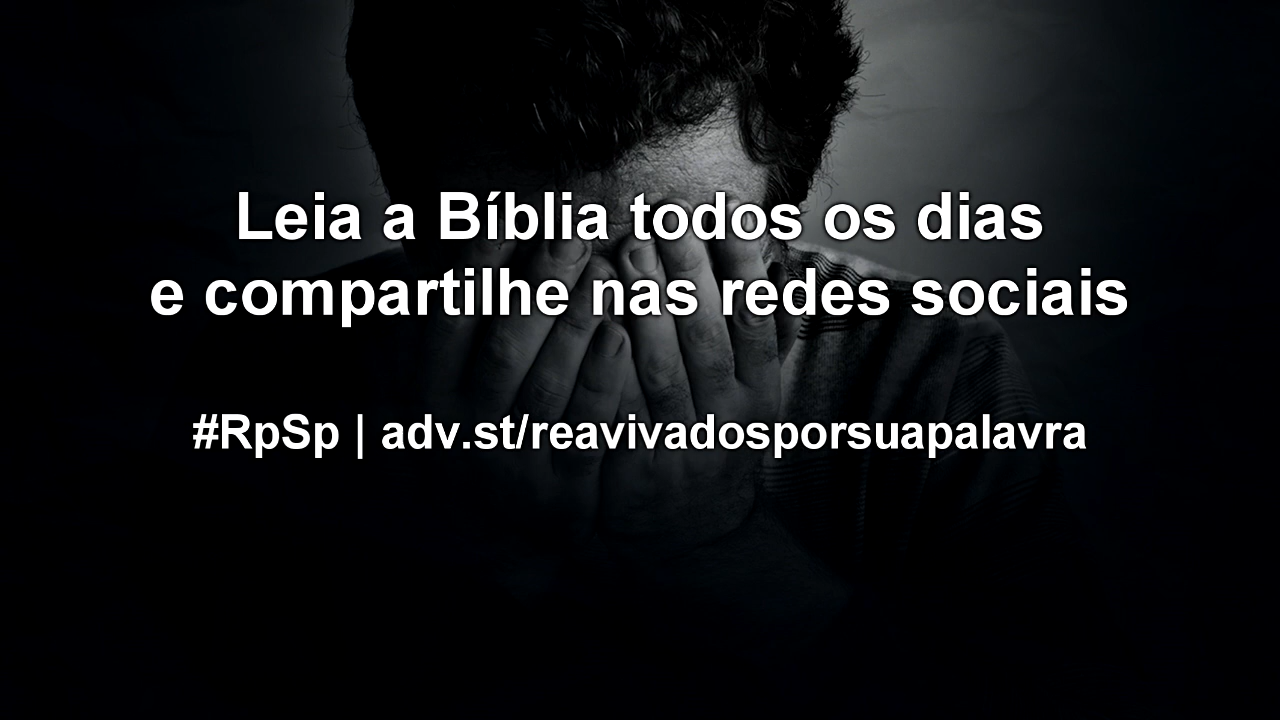 Leia a Bíblia todos os dias
e compartilhe nas redes sociais
#RpSp | adv.st/reavivadosporsuapalavra